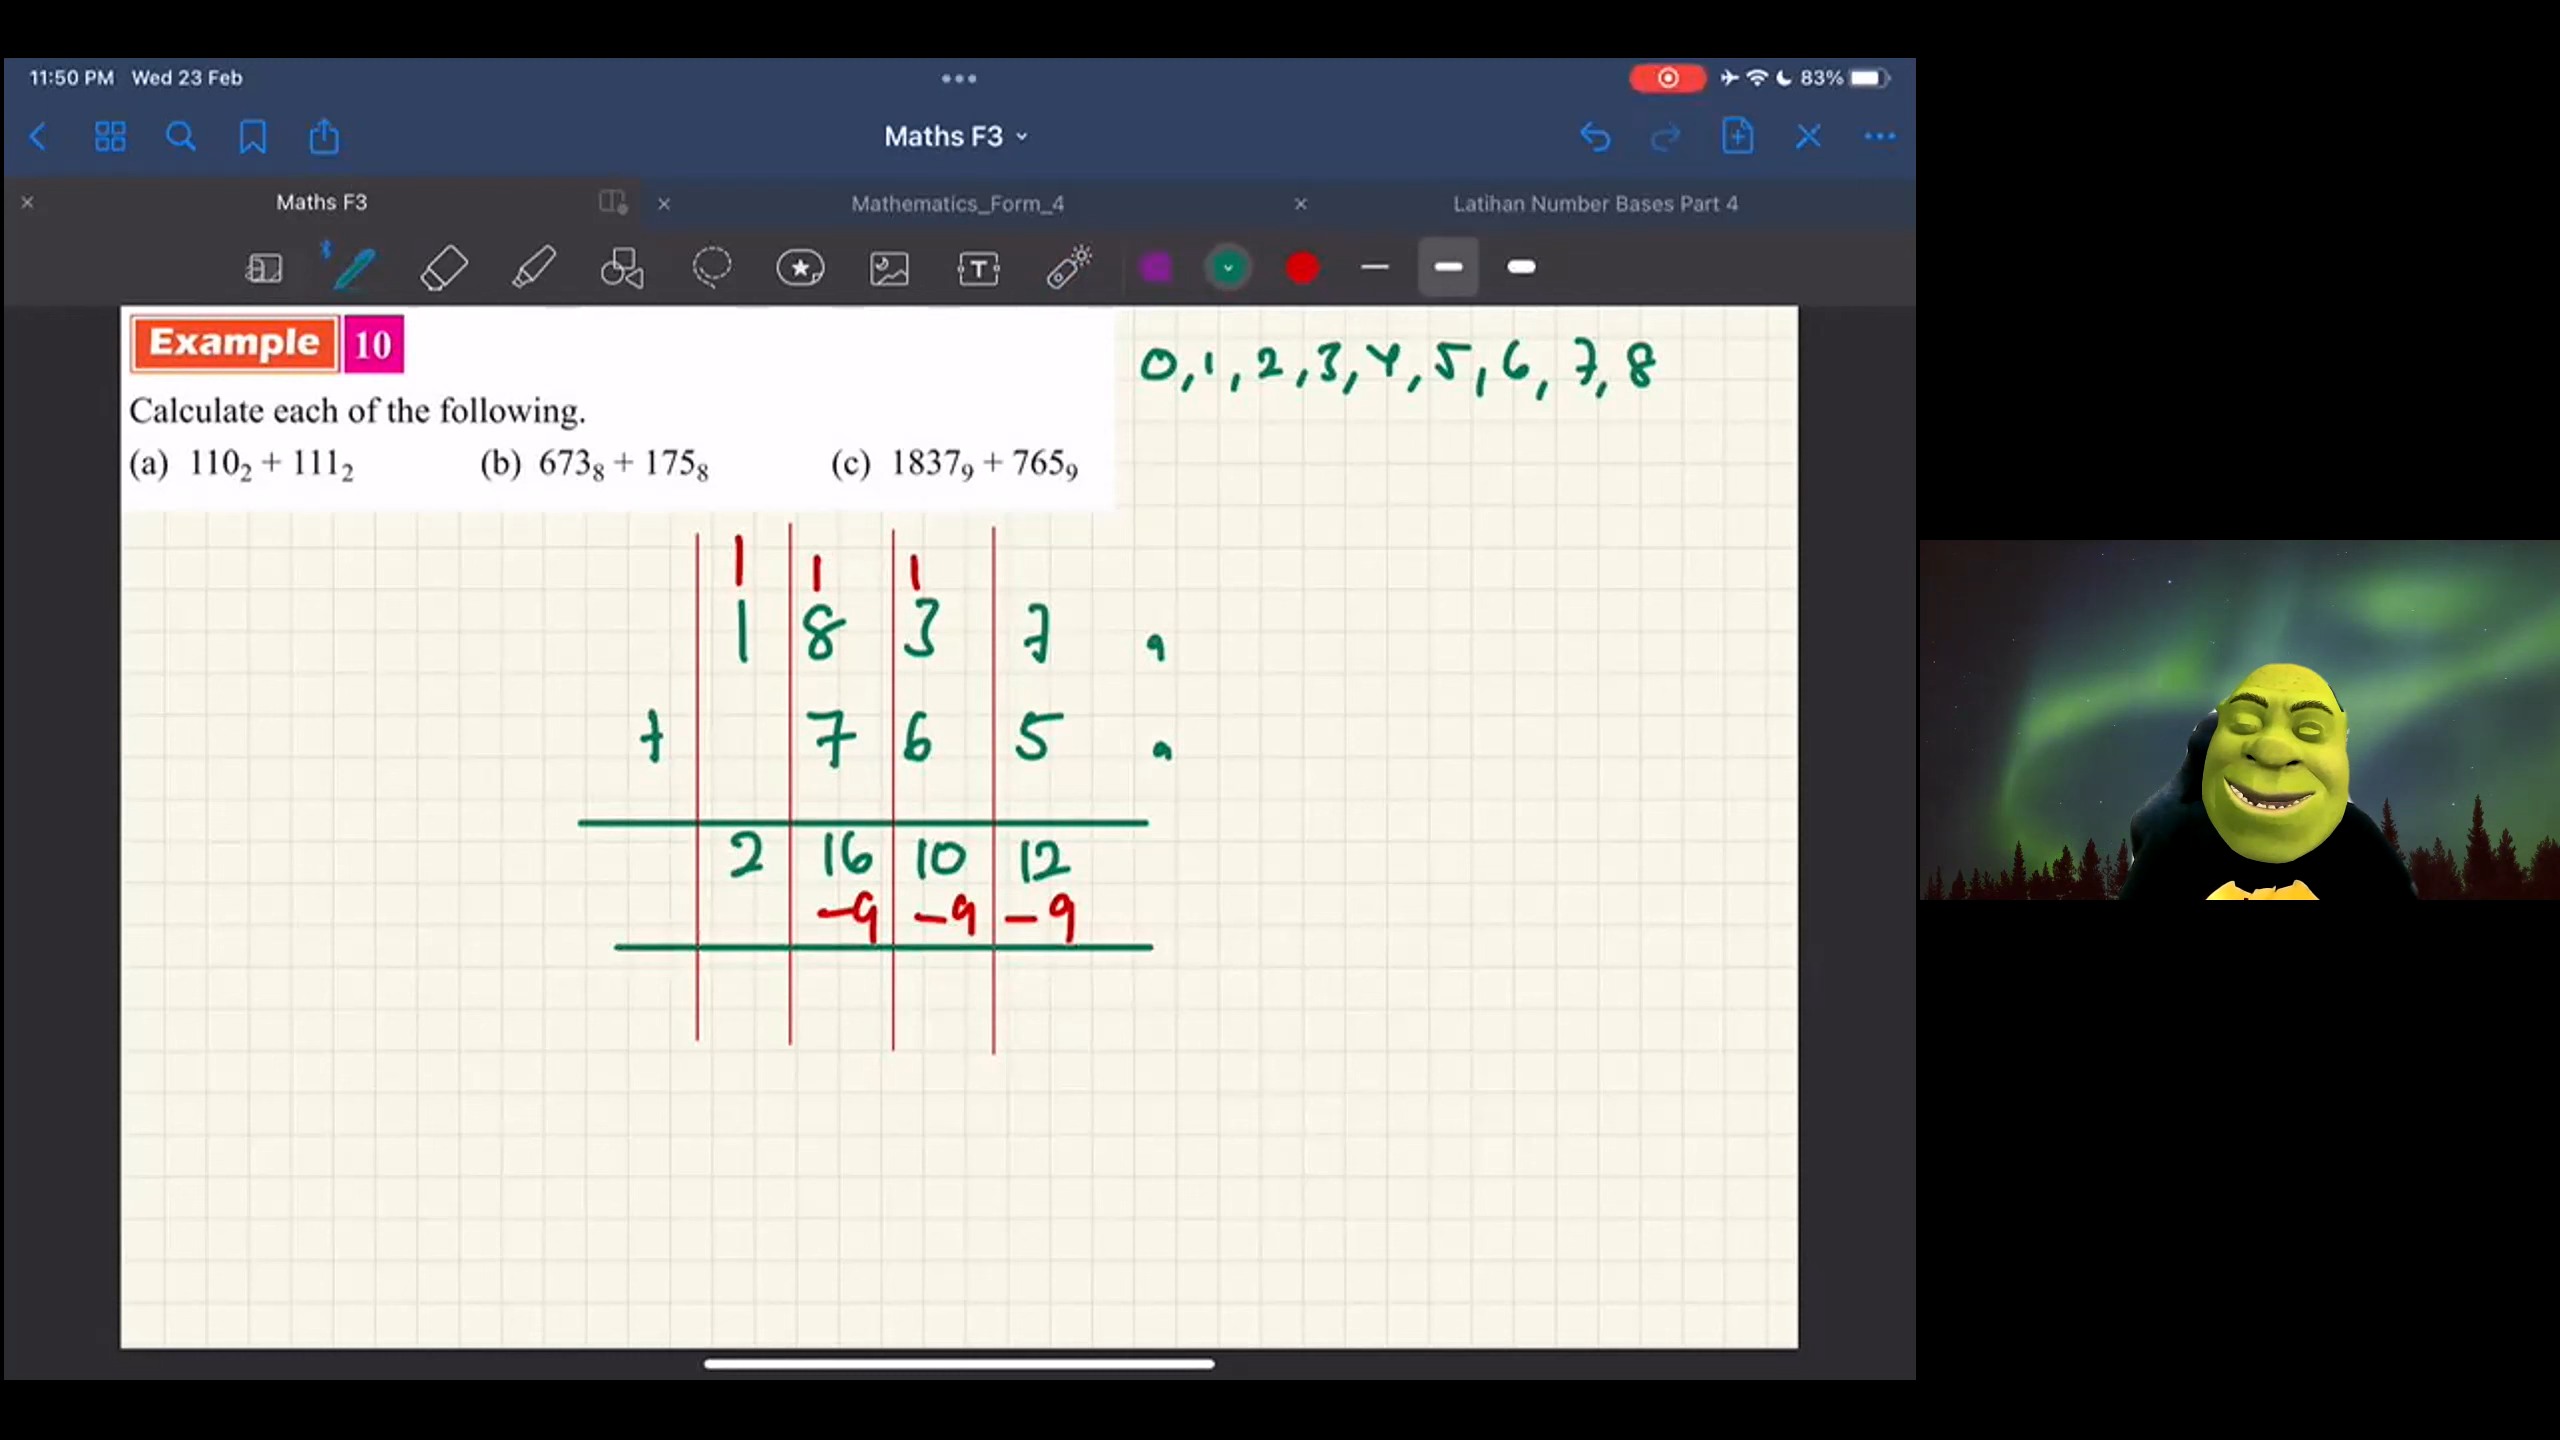 11:50 PM Wed 23 Feb
83%
Maths F3
Maths F3
Mathematics_Form_4
Latihan Number Bases Part 4
Example 10
0, 1, 2, 3, 4, 5, 6, 7, 8
Calculate each of the following.
(a) 110₂ + 111₂ (b) 673₈ + 175₈ (c) 1837₉ + 765₉
1 1 1
1 8 3 7 ₉
+ 7 6 5 ₉
2 16 10 12
-9 -9 -9